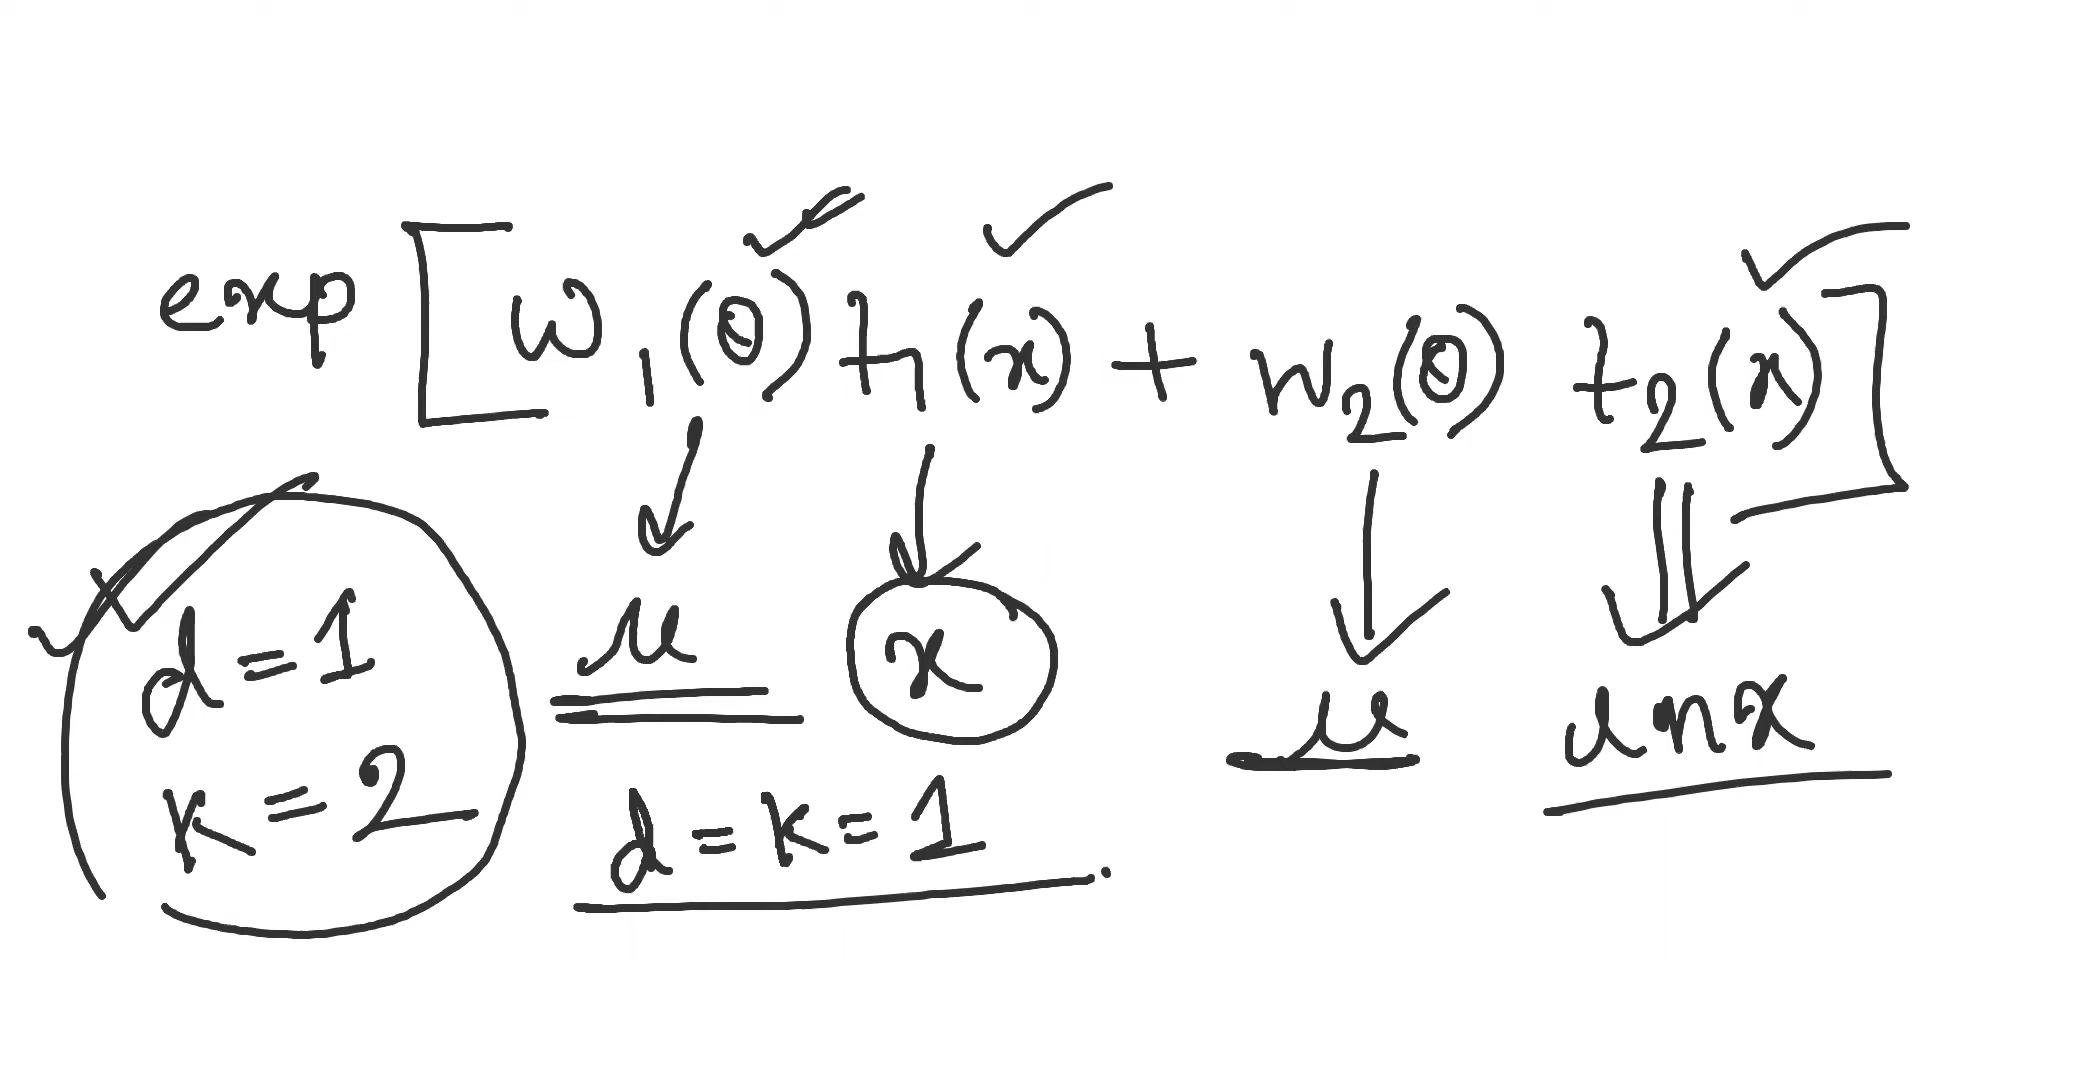 exp [ w₁(θ) t₁(x) + w₂(θ) t₂(x) ]
d = 1
μ x
μ lnx
k = 2
d = k = 1